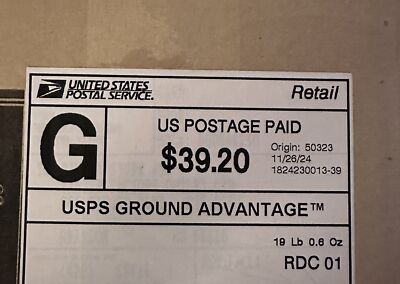 UNITED STATES
POSTAL SERVICE.
Retail
G
US POSTAGE PAID
$39.20
Origin: 50323
11/26/24
1824230013-39
USPS GROUND ADVANTAGE™
19 Lb 0.6 Oz
RDC 01